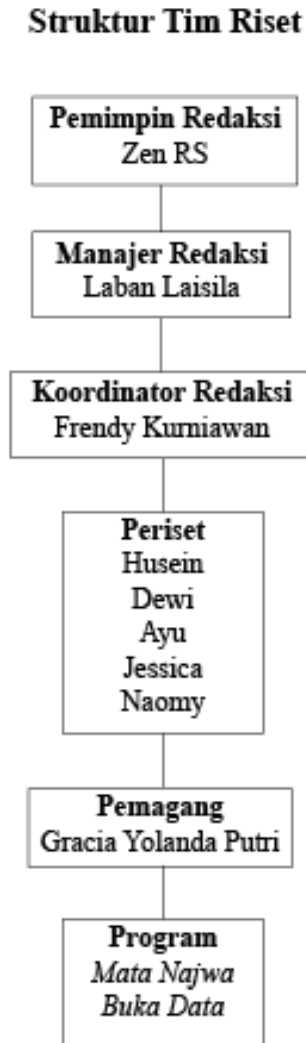 Struktur Tim Riset
Pemimpin Redaksi
Zen RS
Manajer Redaksi
Laban Laisila
Koordinator Redaksi
Frendy Kurniawan
Periset
Husein
Dewi
Ayu
Jessica
Naomy
Pemagang
Gracia Yolanda Putri
Program
Mata Najwa
Buka Data